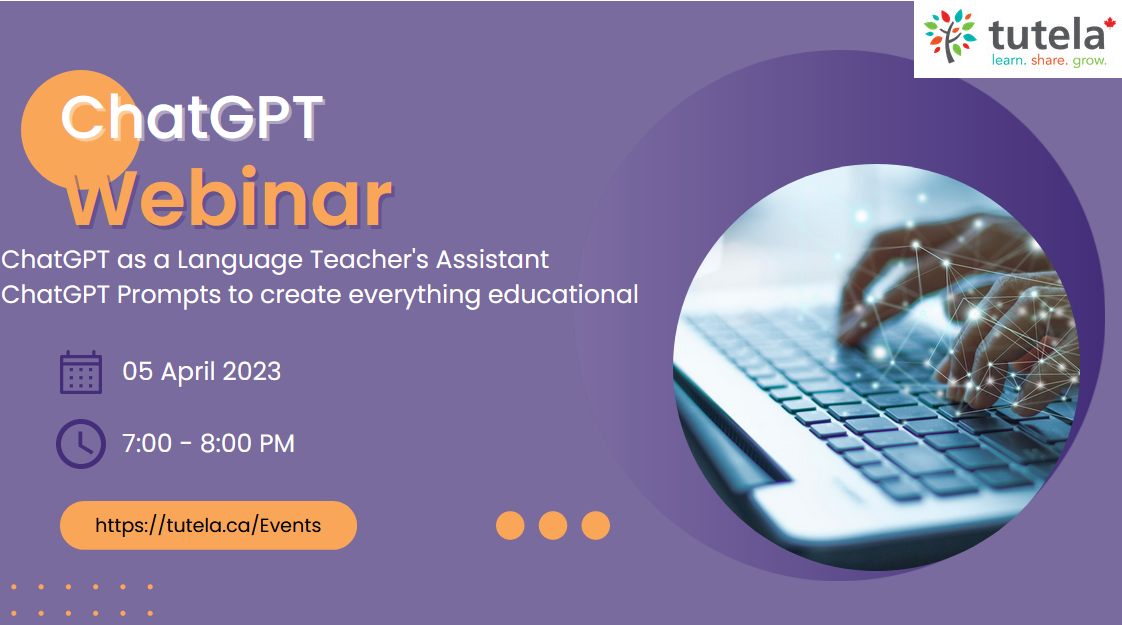 tutela
learn. share. grow.
ChatGPT
Webinar
ChatGPT as a Language Teacher's Assistant
ChatGPT Prompts to create everything educational
05 April 2023
7:00 - 8:00 PM
https://tutela.ca/Events